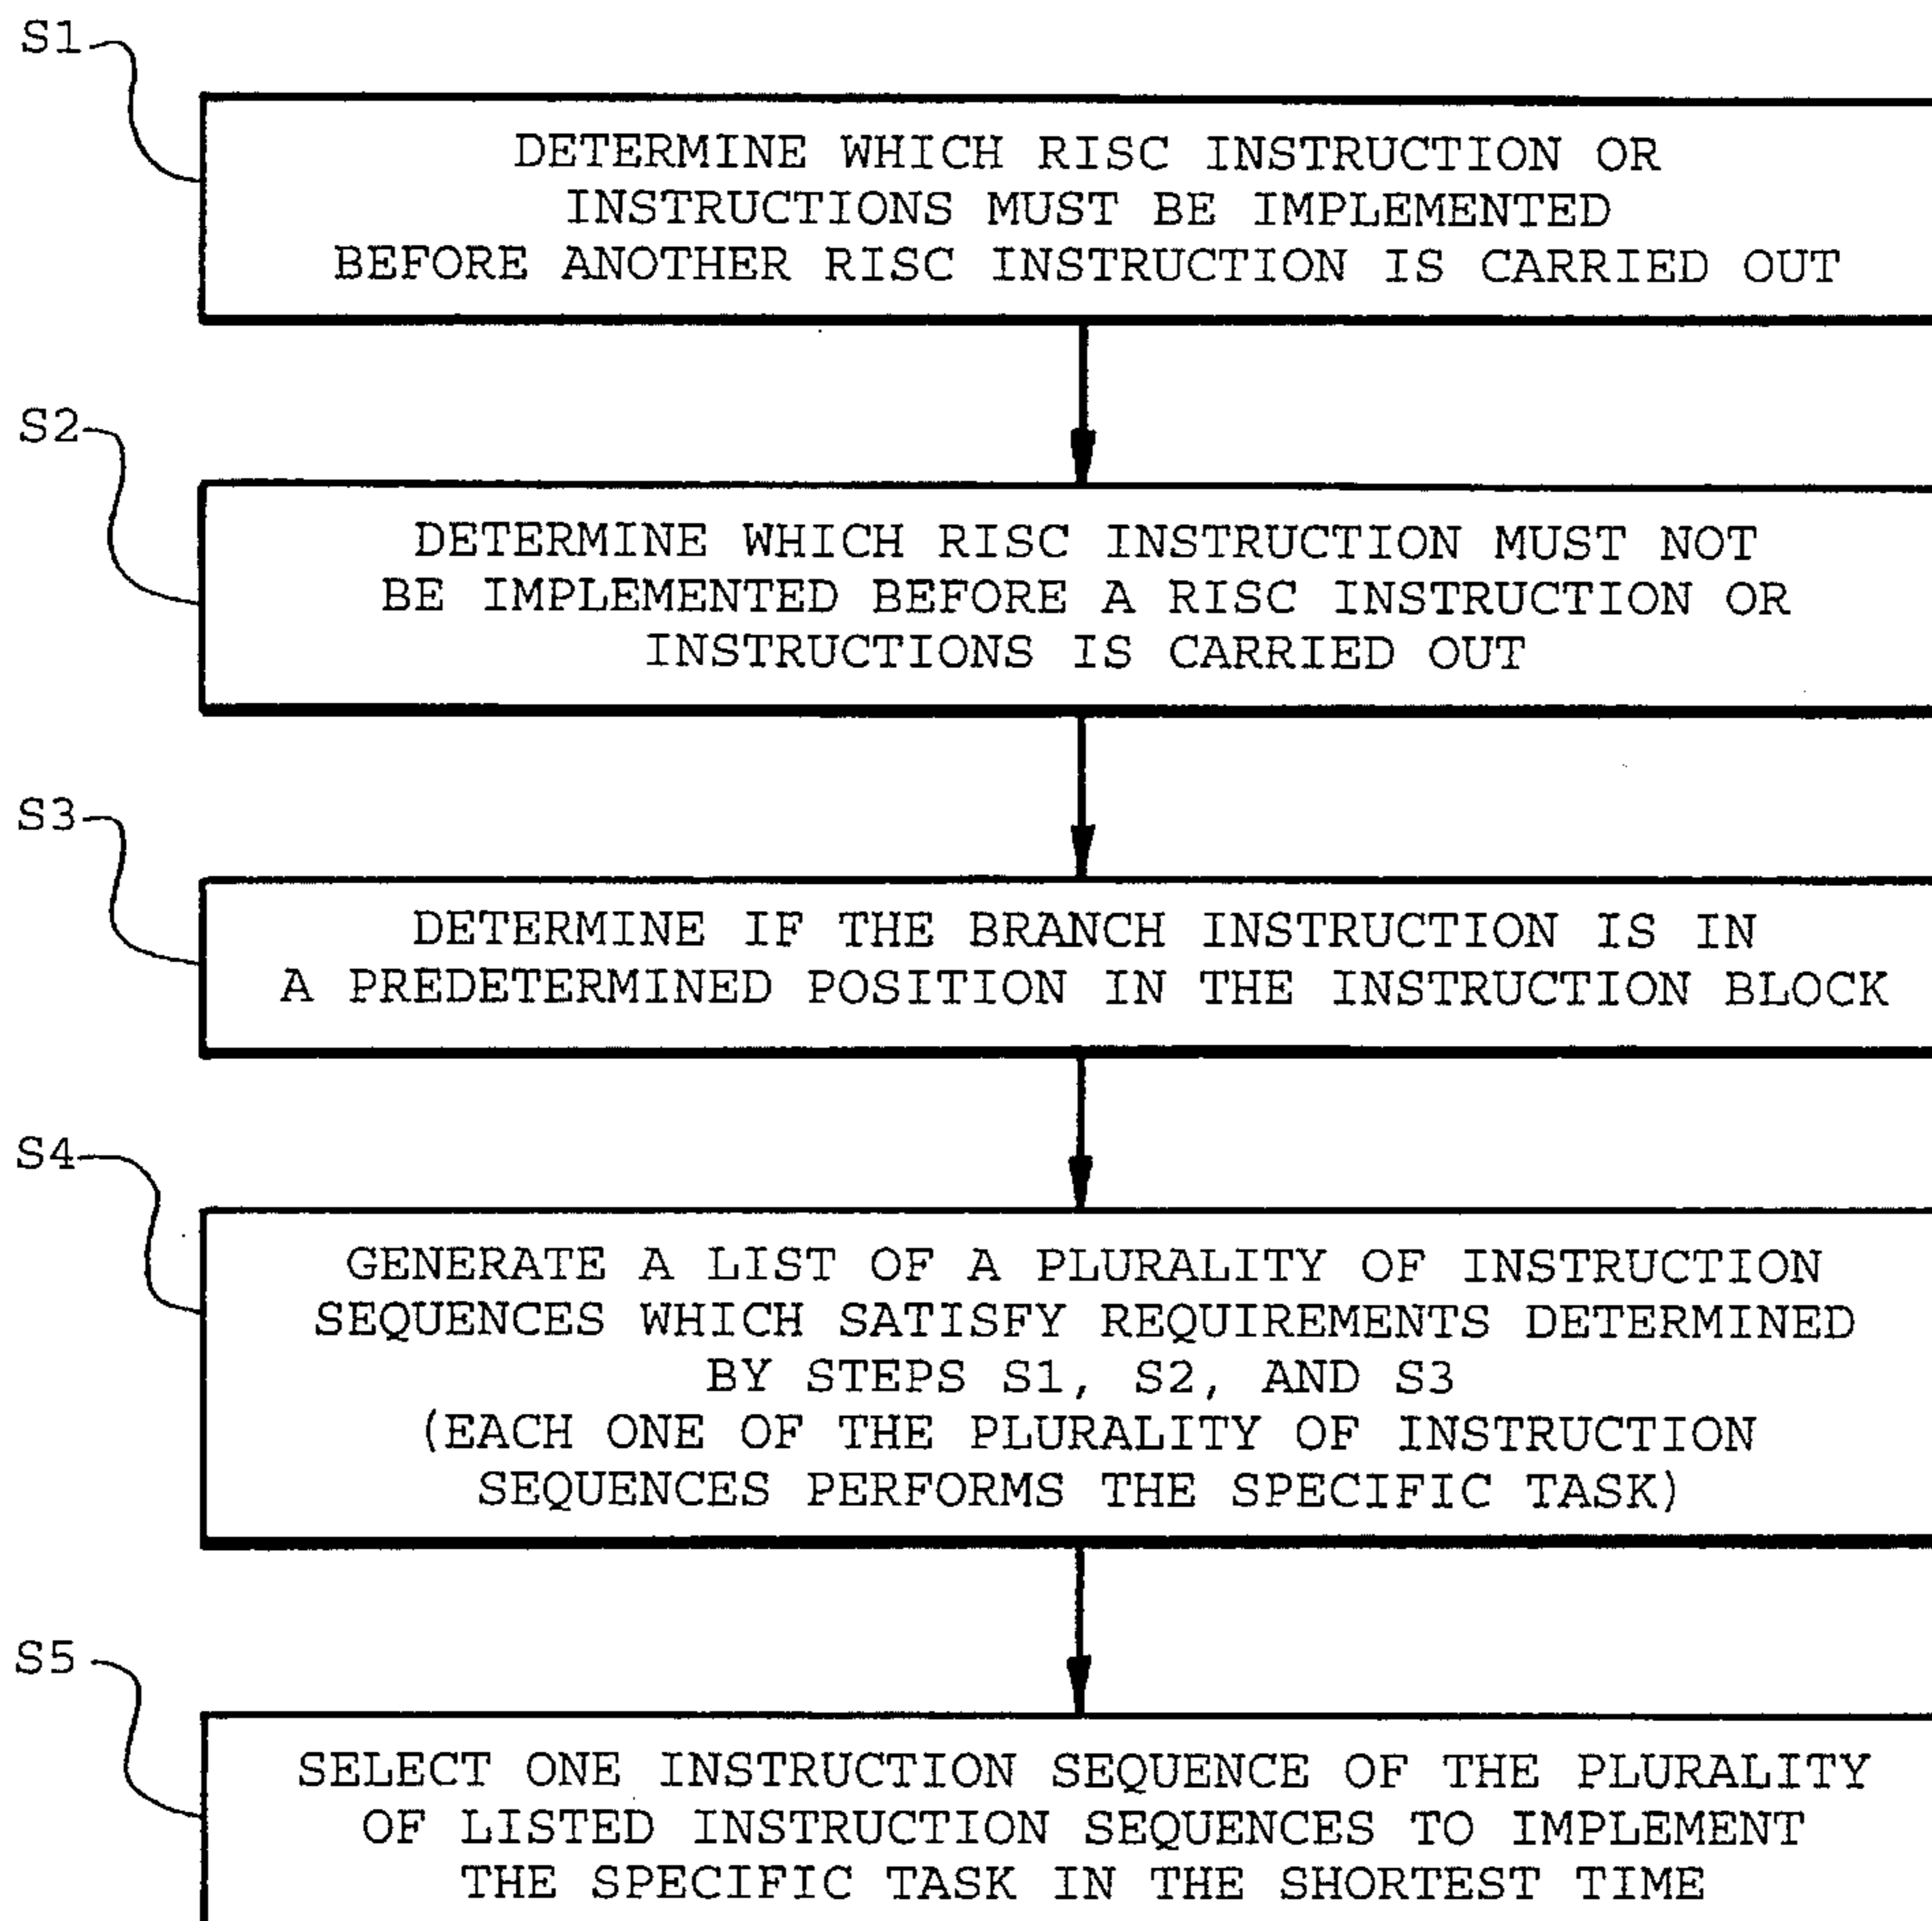 S1
DETERMINE WHICH RISC INSTRUCTION OR
INSTRUCTIONS MUST BE IMPLEMENTED
BEFORE ANOTHER RISC INSTRUCTION IS CARRIED OUT
S2
DETERMINE WHICH RISC INSTRUCTION MUST NOT
BE IMPLEMENTED BEFORE A RISC INSTRUCTION OR
INSTRUCTIONS IS CARRIED OUT
S3
DETERMINE IF THE BRANCH INSTRUCTION IS IN
A PREDETERMINED POSITION IN THE INSTRUCTION BLOCK
S4
GENERATE A LIST OF A PLURALITY OF INSTRUCTION
SEQUENCES WHICH SATISFY REQUIREMENTS DETERMINED
BY STEPS S1, S2, AND S3
(EACH ONE OF THE PLURALITY OF INSTRUCTION
SEQUENCES PERFORMS THE SPECIFIC TASK)
S5
SELECT ONE INSTRUCTION SEQUENCE OF THE PLURALITY
OF LISTED INSTRUCTION SEQUENCES TO IMPLEMENT
THE SPECIFIC TASK IN THE SHORTEST TIME